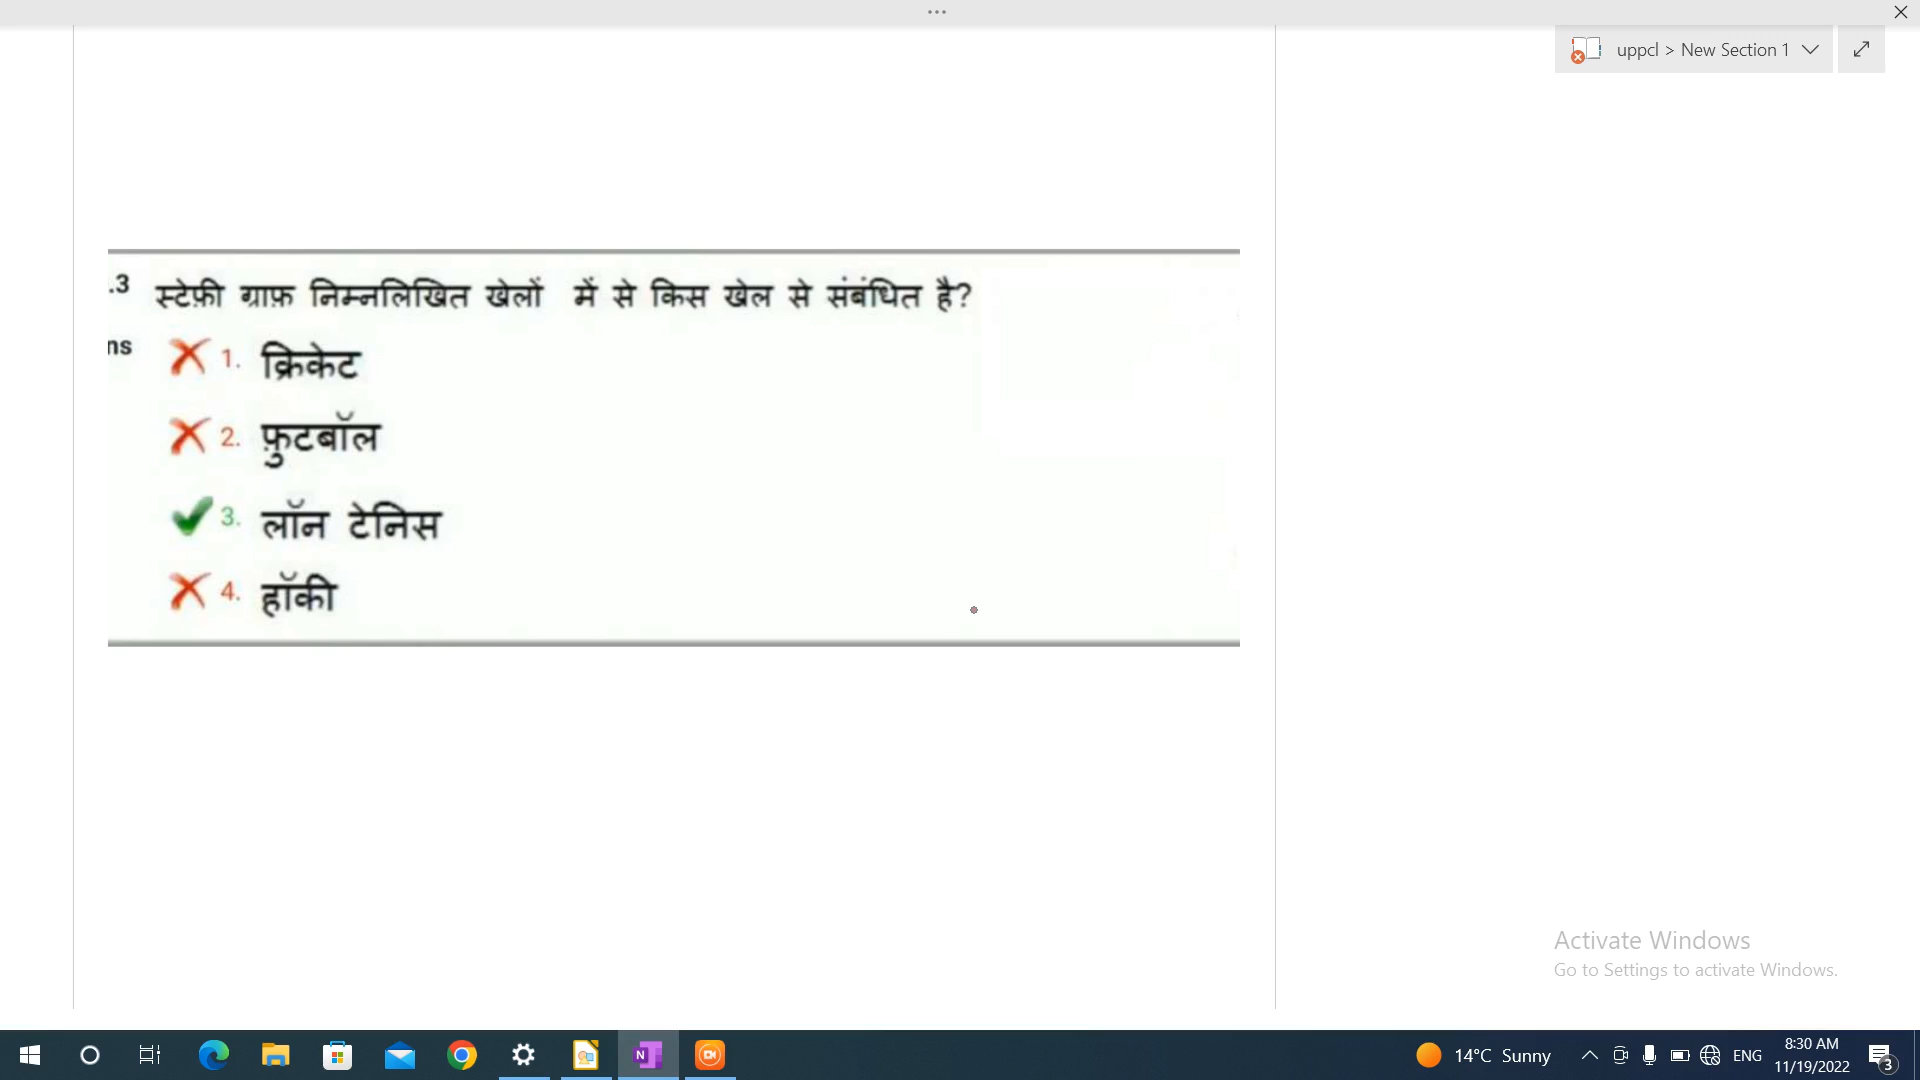 uppcl > New Section 1
.3 स्टेफ़ी ग्राफ़ निम्नलिखित खेलों में से किस खेल से संबंधित है?
ns 1. क्रिकेट
2. फ़ुटबॉल
3. लॉन टेनिस
4. हॉकी
Activate Windows
Go to Settings to activate Windows.
14°C Sunny ENG 8:30 AM
11/19/2022 3